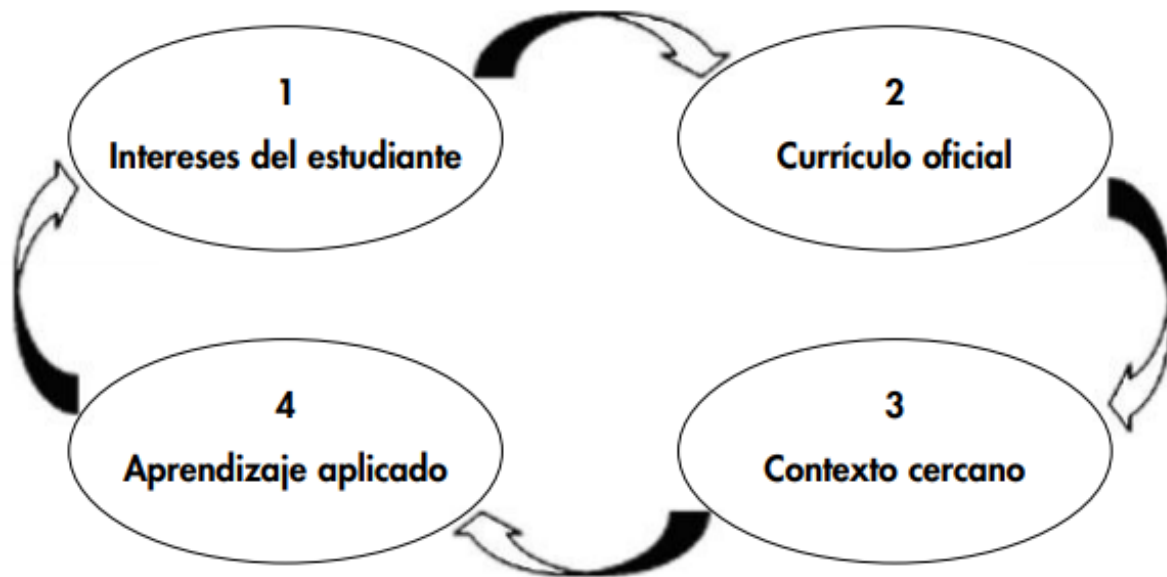 1
Intereses del estudiante
2
Currículo oficial
3
Contexto cercano
4
Aprendizaje aplicado